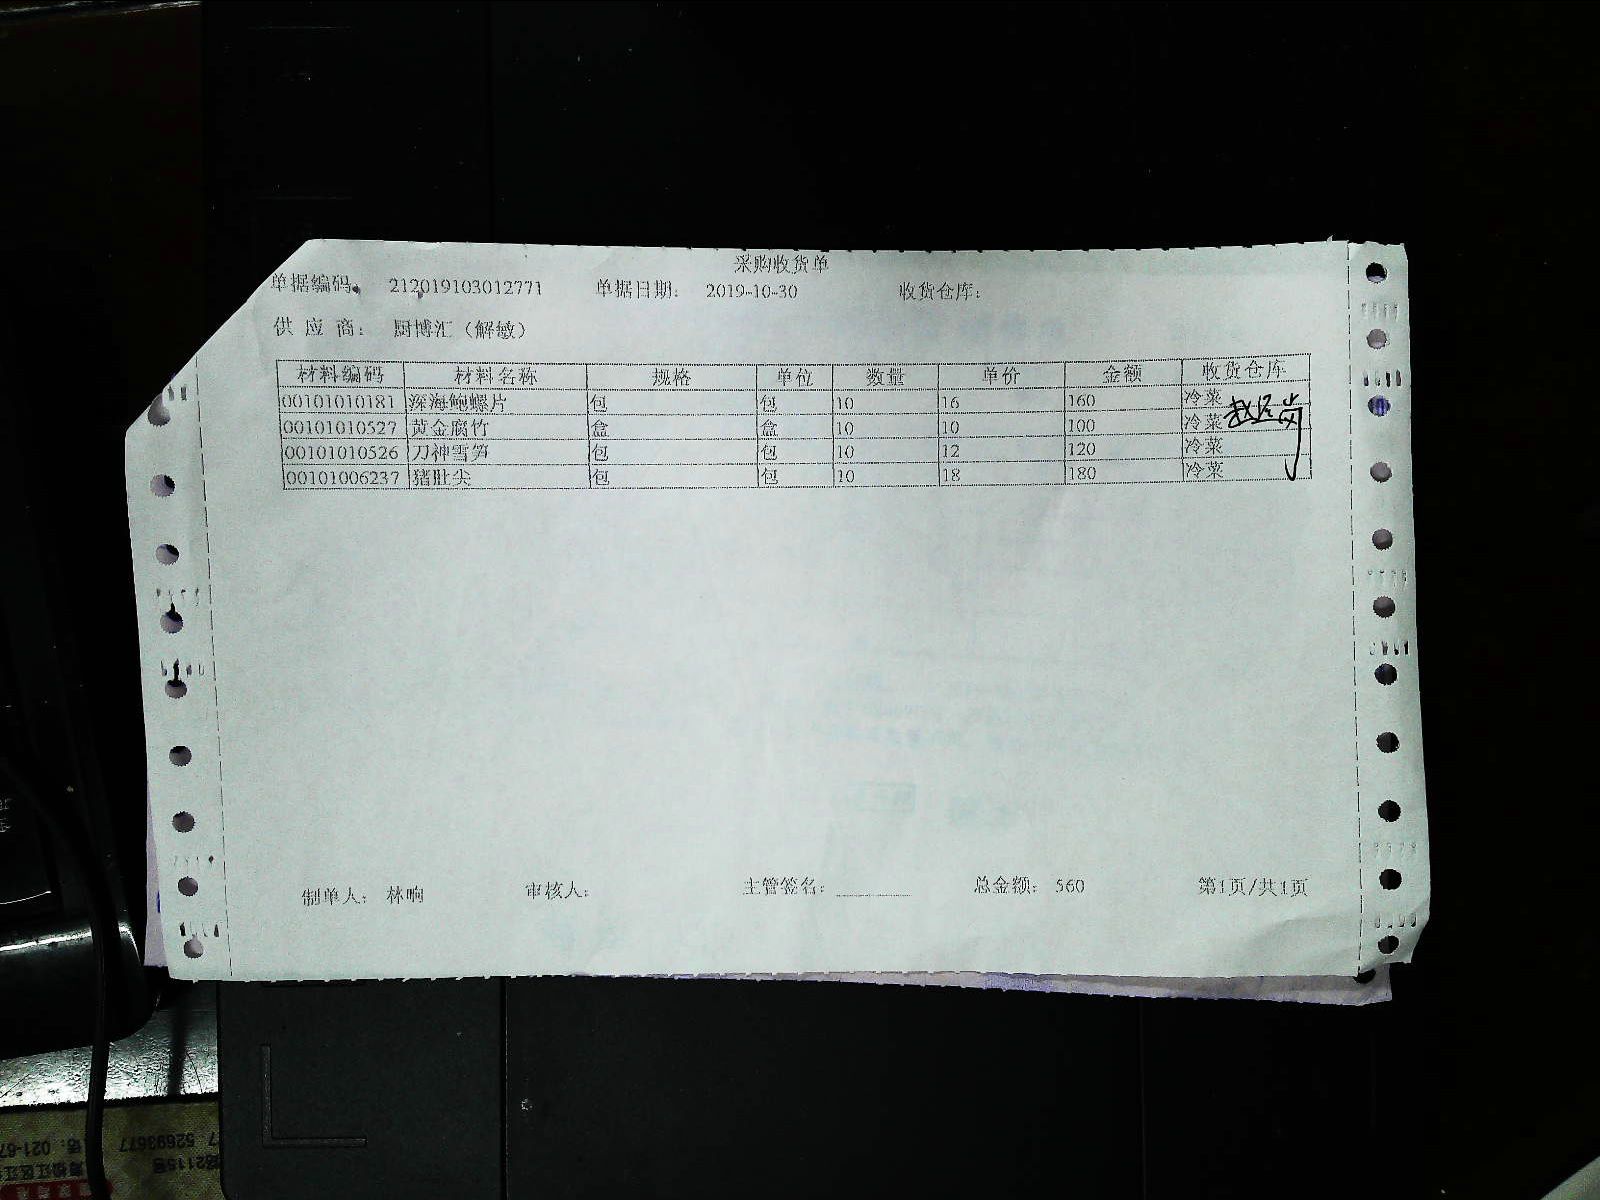 采购收货单
单据编码: 212019103012771 单据日期: 2019-10-30 收货仓库:
供 应 商: 厨博汇(解敏)
材料编码 材料名称 规格 单位 数量 单价 金额 收货仓库
00101010181 深海鲍螺片 包 包 10 16 160 冷菜
00101010527 黄金腐竹 盒 盒 10 10 100 冷菜
00101010526 刀神雪笋 包 包 10 12 120 冷菜
00101006237 猪肚尖 包 包 10 18 180 冷菜
制单人: 林响 审核人: 主管签名: 总金额: 560 第1页/共1页